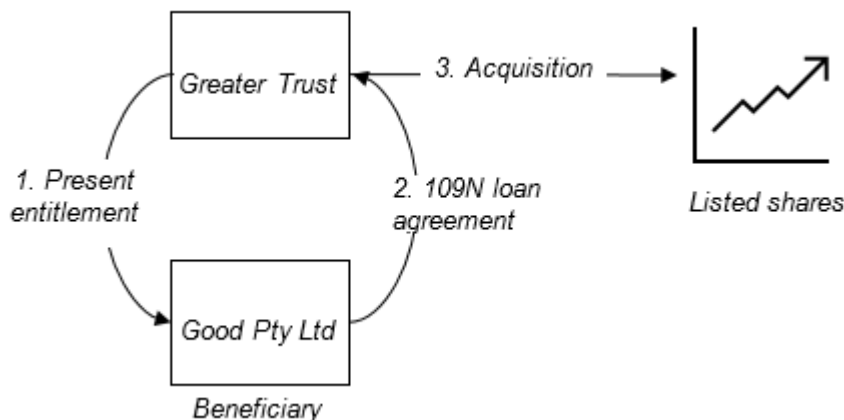 Greater Trust
3. Acquisition
1. Present
entitlement
2. 109N loan
agreement
Listed shares
Good Pty Ltd
Beneficiary